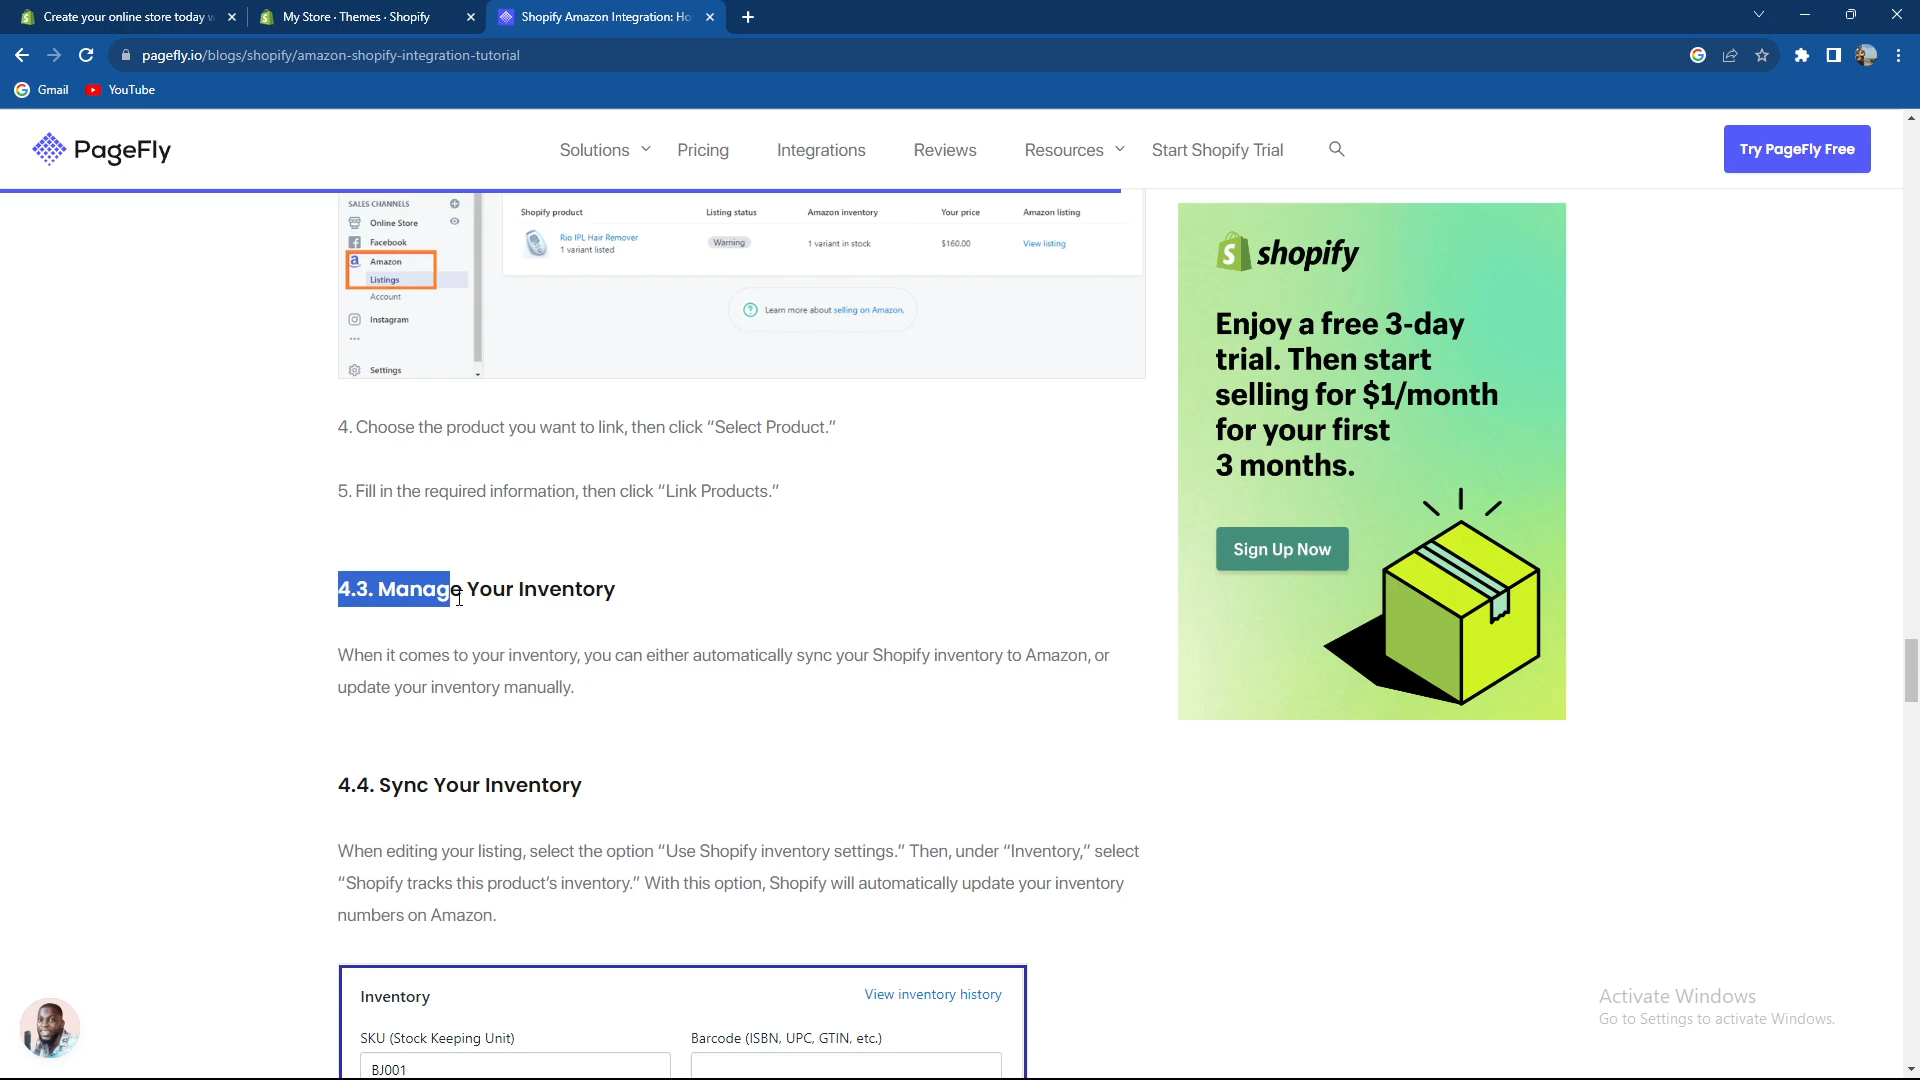 Create your online store today w
My Store · Themes · Shopify
Shopify Amazon Integration: Ho
pagefly.io/blogs/shopify/amazon-shopify-integration-tutorial
Gmail
YouTube
PageFly
Solutions
Pricing
Integrations
Reviews
Resources
Start Shopify Trial
Try PageFly Free
SALES CHANNELS
Online Store
Facebook
Amazon
Listings
Account
Instagram
Settings
Shopify product
Listing status
Amazon inventory
Your price
Amazon listing
Rio IPL Hair Remover
1 variant listed
Warning
1 variant in stock
$160.00
View listing
Learn more about selling on Amazon.
4. Choose the product you want to link, then click “Select Product.”
5. Fill in the required information, then click “Link Products.”
4.3. Manage Your Inventory
When it comes to your inventory, you can either automatically sync your Shopify inventory to Amazon, or
update your inventory manually.
4.4. Sync Your Inventory
When editing your listing, select the option “Use Shopify inventory settings.” Then, under “Inventory,” select
“Shopify tracks this product’s inventory.” With this option, Shopify will automatically update your inventory
numbers on Amazon.
Inventory
View inventory history
SKU (Stock Keeping Unit)
Barcode (ISBN, UPC, GTIN, etc.)
BJ001
shopify
Enjoy a free 3-day
trial. Then start
selling for $1/month
for your first
3 months.
Sign Up Now
Activate Windows
Go to Settings to activate Windows.